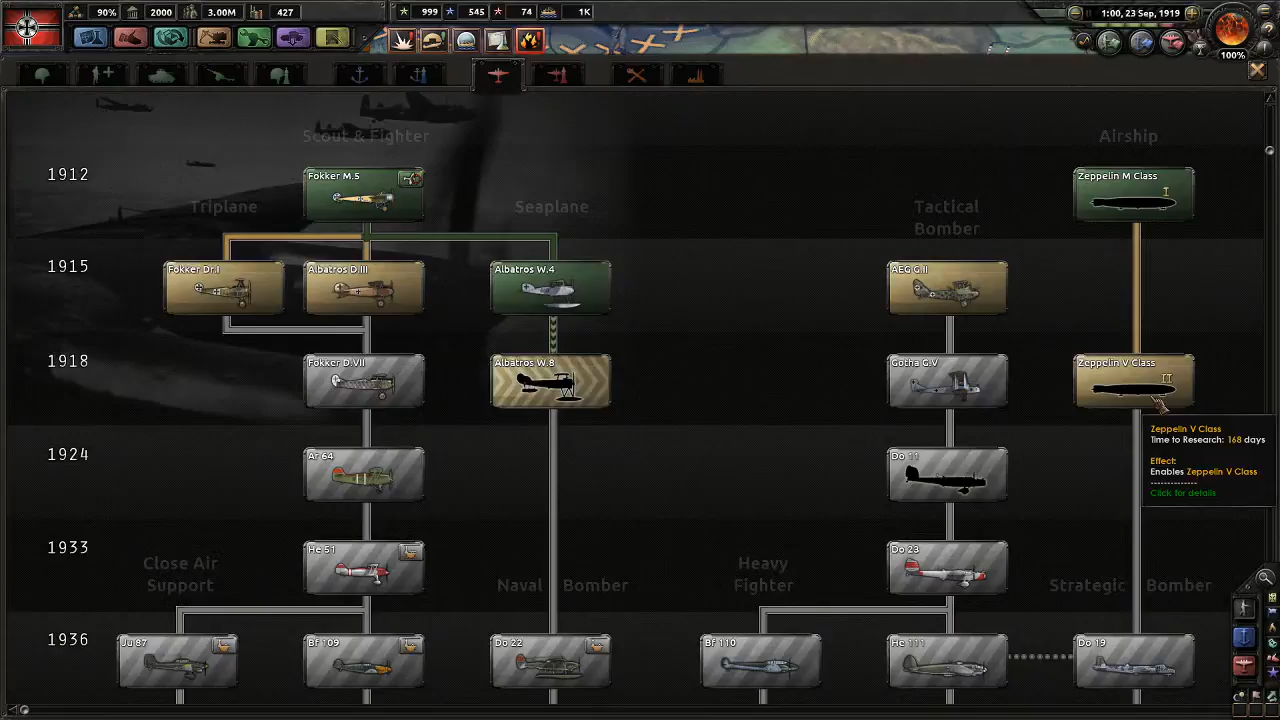 90%
2000
3.00M
427
999
545
74
1K
1:00, 23 Sep, 1919
100%
Scout & Fighter
Airship
1912
Fokker M.5
Zeppelin M Class
I
Triplane
Seaplane
Tactical
Bomber
1915
Fokker Dr.I
Albatros D.III
Albatros W.4
AEG G.II
1918
Fokker D.VII
Albatros W.8
Gotha G.V
Zeppelin V Class
II
Zeppelin V Class
Time to Research: 168 days
Effect:
Enables Zeppelin V Class
--------------
Click for details
1924
Ar 64
Do 11
1933
He 51
Do 23
Close Air
Support
Naval Bomber
Heavy
Fighter
Strategic Bomber
1936
Ju 87
Bf 109
Do 22
Bf 110
He 111
Do 19